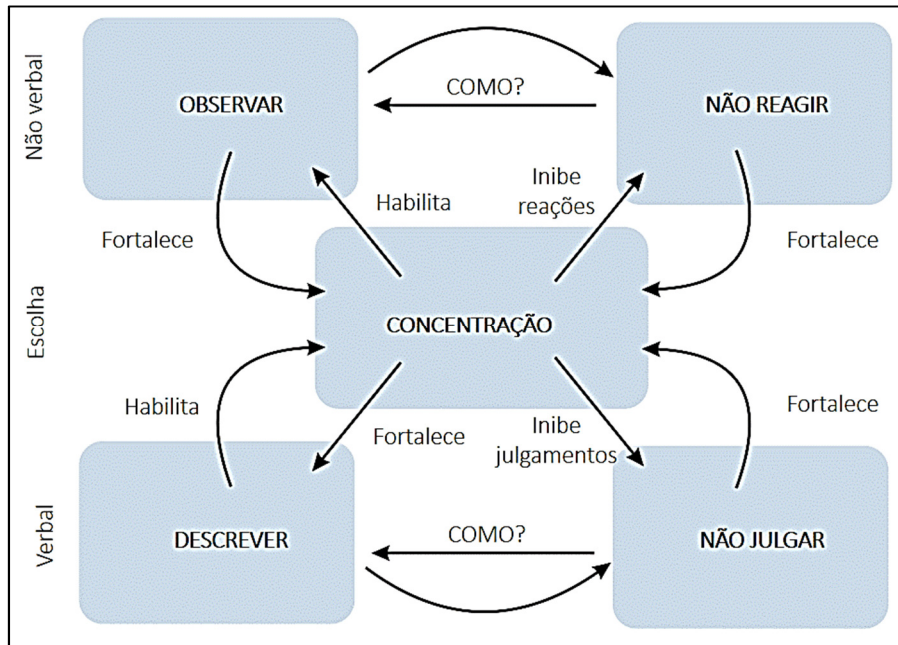 Não verbal
OBSERVAR
COMO?
NÃO REAGIR
Habilita
Inibe
reações
Fortalece
Fortalece
Escolha
CONCENTRAÇÃO
Habilita
Fortalece
Inibe
julgamentos
Fortalece
Verbal
DESCREVER
COMO?
NÃO JULGAR